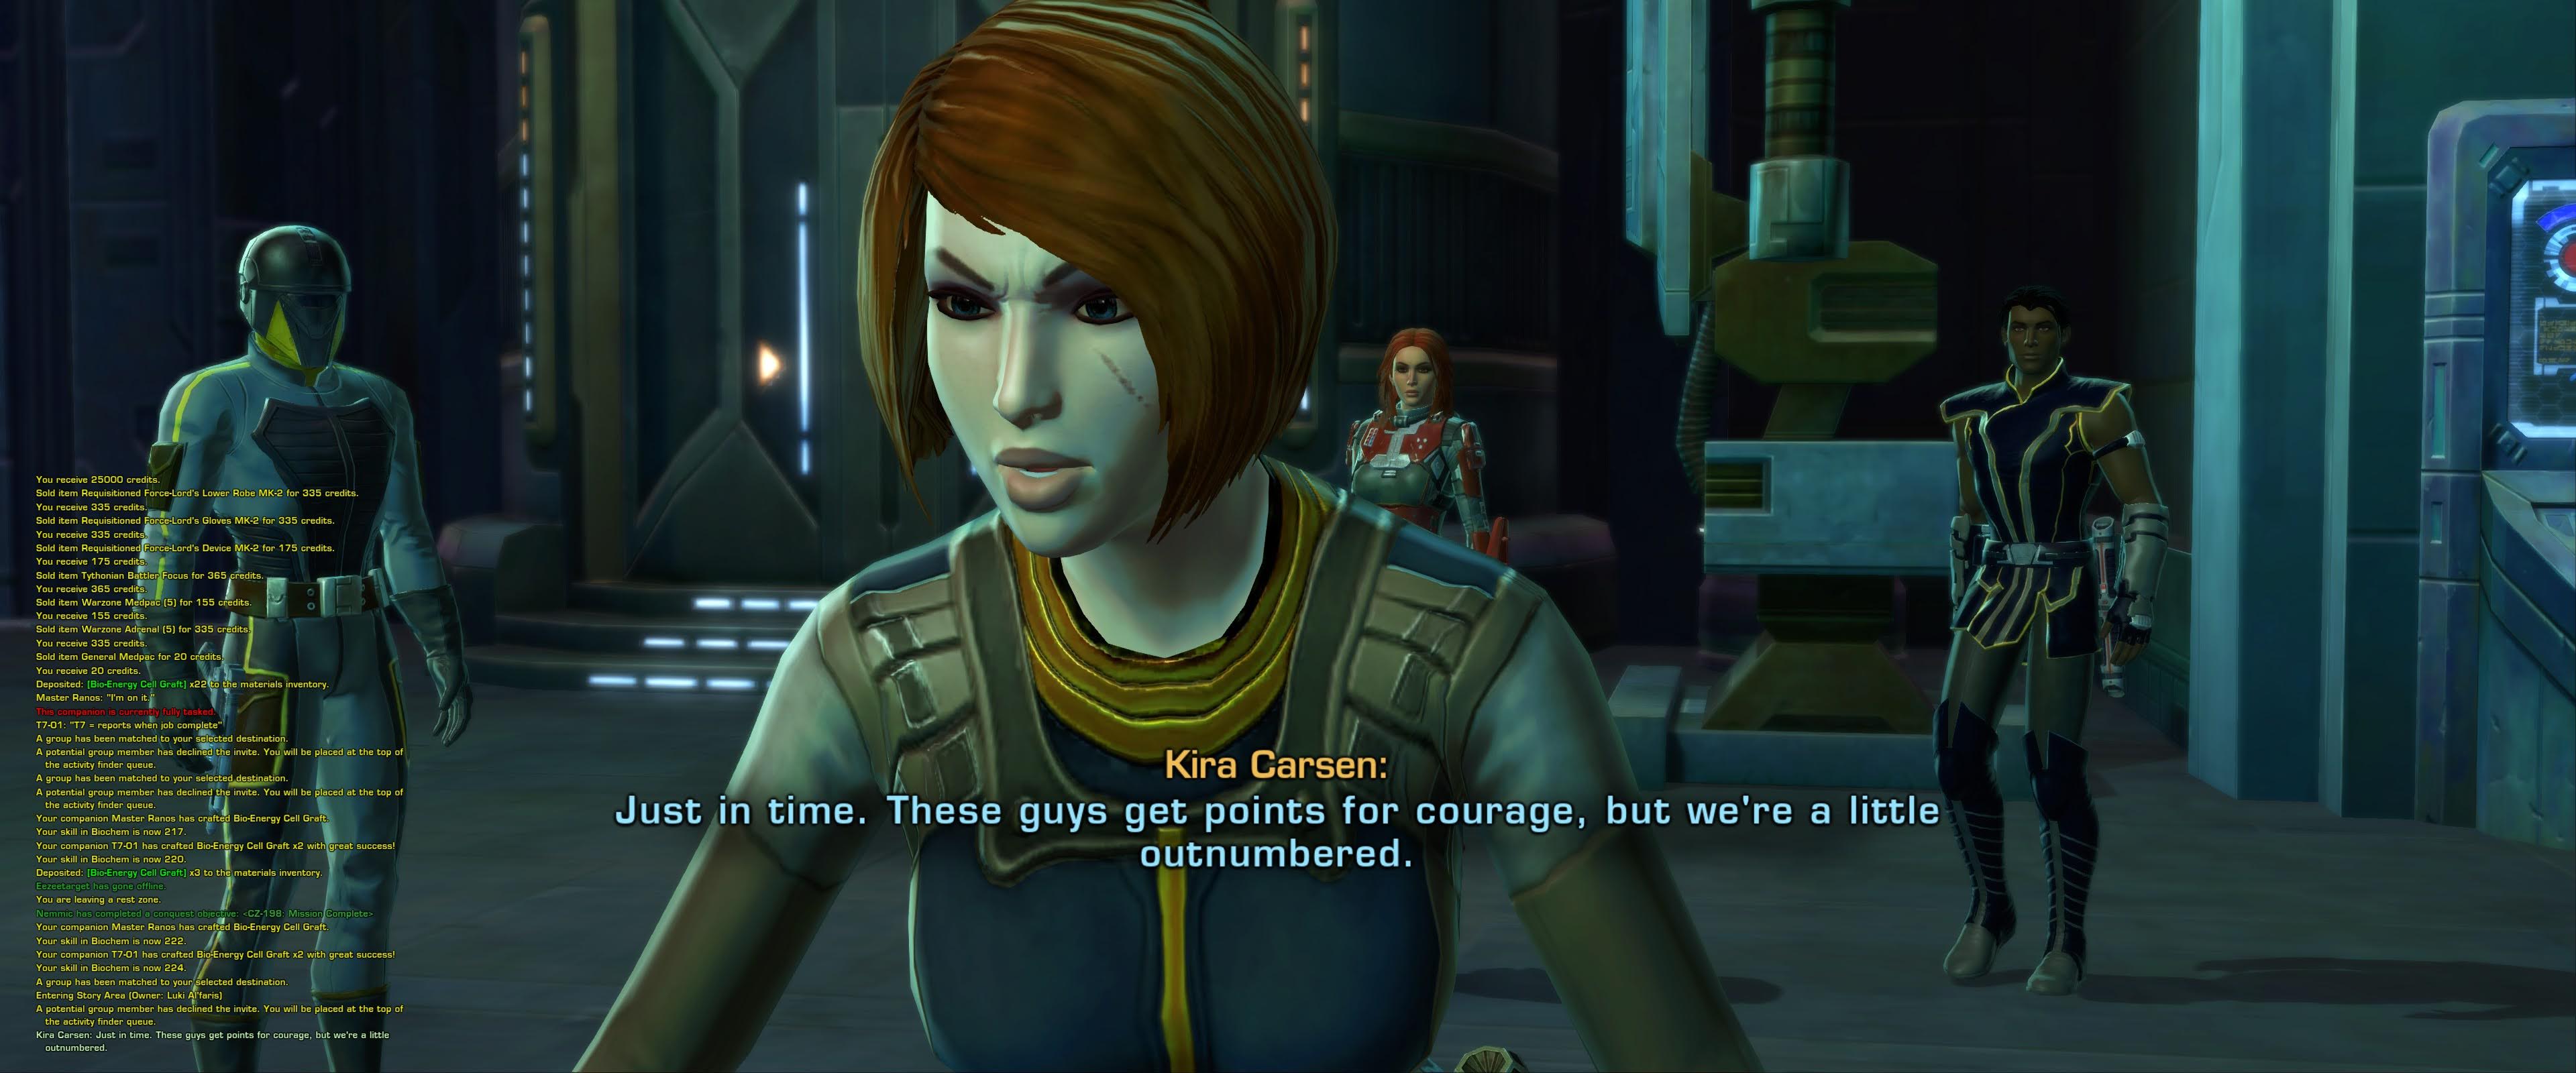 You receive 25000 credits.
Sold item Requisitioned Force-Lord's Lower Robe MK-2 for 335 credits.
You receive 335 credits.
Sold item Requisitioned Force-Lord's Gloves MK-2 for 335 credits.
You receive 335 credits.
Sold item Requisitioned Force-Lord's Device MK-2 for 175 credits.
You receive 175 credits.
Sold item Tythonian Battler Focus for 365 credits.
You receive 365 credits.
Sold item Warzone Medpac (5) for 155 credits.
You receive 155 credits.
Sold item Warzone Adrenal (5) for 335 credits.
You receive 335 credits.
Sold item General Medpac for 20 credits.
You receive 20 credits.
Deposited: [Bio-Energy Cell Graft] x22 to the materials inventory.
Master Ranos: "I'm on it."
This companion is currently fully tasked.
T7-01: "T7 = reports when job complete"
A group has been matched to your selected destination.
A potential group member has declined the invite. You will be placed at the top of
the activity finder queue.
A group has been matched to your selected destination.
A potential group member has declined the invite. You will be placed at the top of
the activity finder queue.
Your companion Master Ranos has crafted Bio-Energy Cell Graft.
Your skill in Biochem is now 217.
Your companion T7-01 has crafted Bio-Energy Cell Graft x2 with great success!
Your skill in Biochem is now 220.
Deposited: [Bio-Energy Cell Graft] x3 to the materials inventory.
Eezeetarget has gone offline.
You are leaving a rest zone.
Nemmic has completed a conquest objective: <CZ-198: Mission Complete>
Your companion Master Ranos has crafted Bio-Energy Cell Graft.
Your skill in Biochem is now 222.
Your companion T7-01 has crafted Bio-Energy Cell Graft x2 with great success!
Your skill in Biochem is now 224.
A group has been matched to your selected destination.
Entering Story Area (Owner: Luki Al'faris)
A potential group member has declined the invite. You will be placed at the top of
the activity finder queue.
Kira Carsen: Just in time. These guys get points for courage, but we're a little
outnumbered.
Kira Carsen:
Just in time. These guys get points for courage, but we're a little
outnumbered.